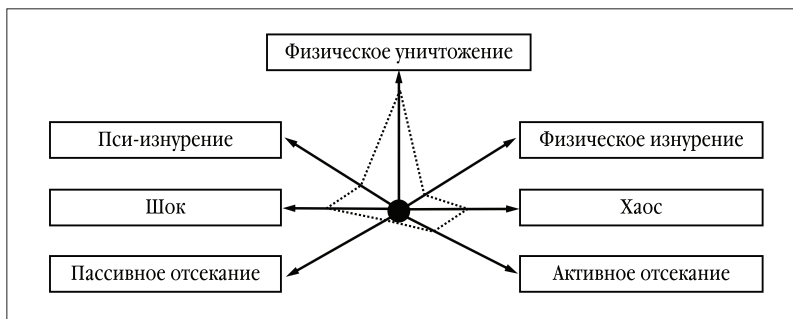 Физическое уничтожение
Пси-изнурение
Физическое изнурение
Шок
Хаос
Пассивное отсекание
Активное отсекание